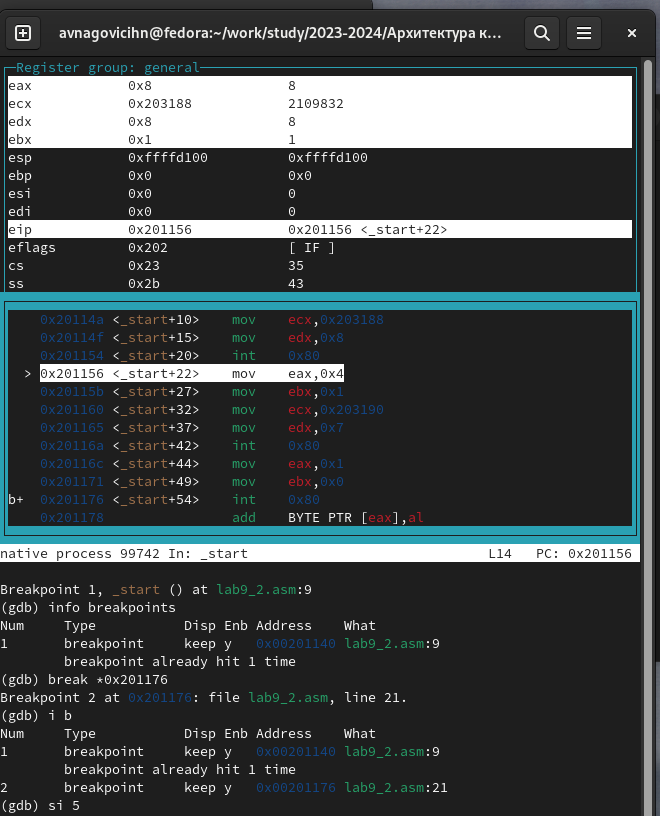 avnagovicihn@fedora:~/work/study/2023-2024/Архитектура к...
Register group: general
eax 0x8 8
ecx 0x203188 2109832
edx 0x8 8
ebx 0x1 1
esp 0xffffd100 0xffffd100
ebp 0x0 0x0
esi 0x0 0
edi 0x0 0
eip 0x201156 0x201156 <_start+22>
eflags 0x202 [ IF ]
cs 0x23 35
ss 0x2b 43
0x20114a <_start+10> mov ecx,0x203188
0x20114f <_start+15> mov edx,0x8
0x201154 <_start+20> int 0x80
> 0x201156 <_start+22> mov eax,0x4
0x20115b <_start+27> mov ebx,0x1
0x201160 <_start+32> mov ecx,0x203190
0x201165 <_start+37> mov edx,0x7
0x20116a <_start+42> int 0x80
0x20116c <_start+44> mov eax,0x1
0x201171 <_start+49> mov ebx,0x0
b+ 0x201176 <_start+54> int 0x80
0x201178 add BYTE PTR [eax],al
native process 99742 In: _start L14 PC: 0x201156
Breakpoint 1, _start () at lab9_2.asm:9
(gdb) info breakpoints
Num Type Disp Enb Address What
1 breakpoint keep y 0x00201140 lab9_2.asm:9
breakpoint already hit 1 time
(gdb) break *0x201176
Breakpoint 2 at 0x201176: file lab9_2.asm, line 21.
(gdb) i b
Num Type Disp Enb Address What
1 breakpoint keep y 0x00201140 lab9_2.asm:9
breakpoint already hit 1 time
2 breakpoint keep y 0x00201176 lab9_2.asm:21
(gdb) si 5